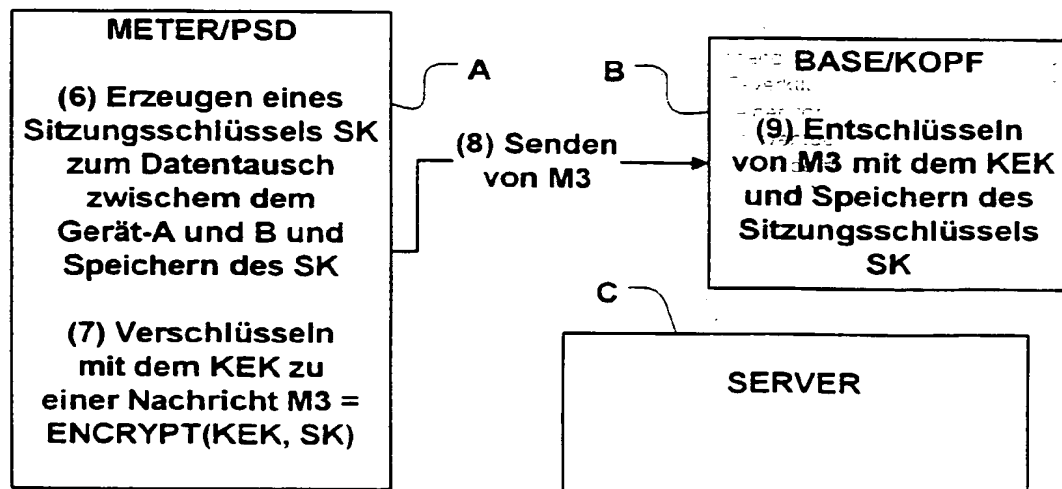 METER/PSD
(6) Erzeugen eines
Sitzungsschlüssels SK
zum Datentausch
zwischem dem
Gerät-A und B und
Speichern des SK
(7) Verschlüsseln
mit dem KEK zu
einer Nachricht M3 =
ENCRYPT(KEK, SK)
A
(8) Senden
von M3
B
BASE/KOPF
(9) Entschlüsseln
von M3 mit dem KEK
und Speichern des
Sitzungsschlüssels
SK
C
SERVER